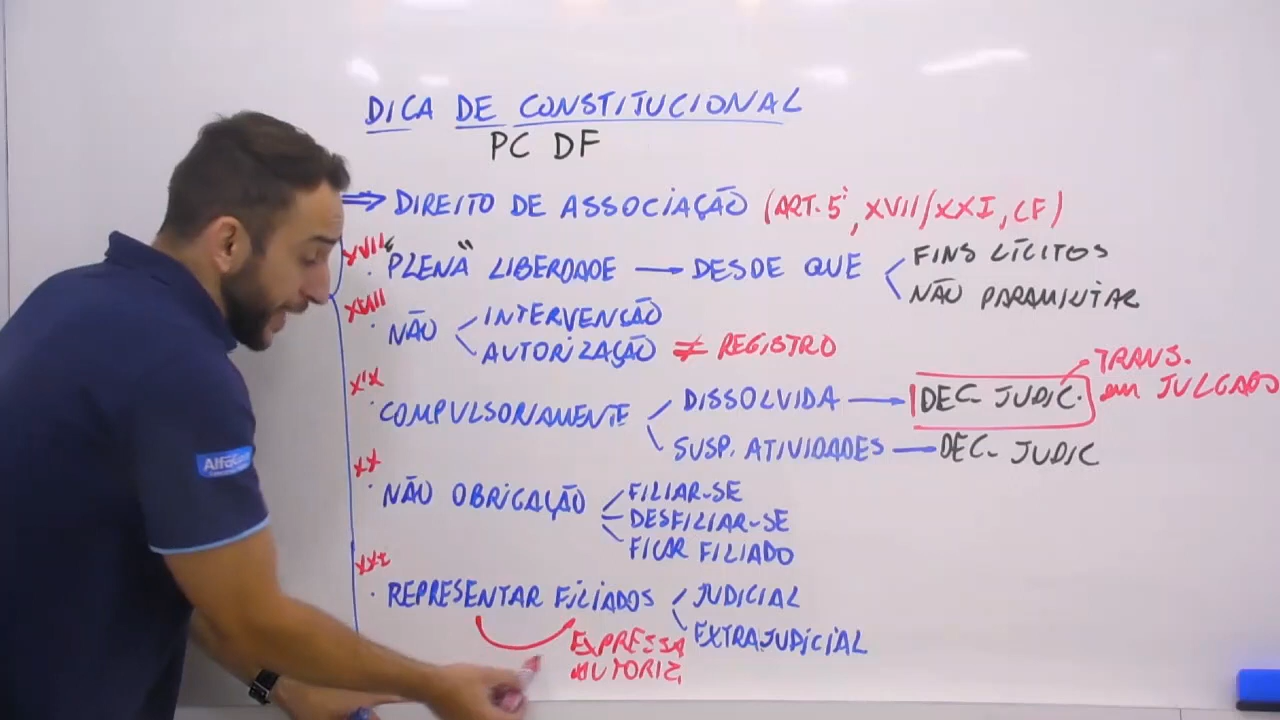 DICA DE CONSTITUCIONAL
PC DF
⇒ DIREITO DE ASSOCIAÇÃO (ART. 5º, XVII/XXI, CF)
XVII · "PLENA" LIBERDADE → DESDE QUE
FINS LÍCITOS
NÃO PARAMILITAR
XVIII · NÃO
INTERVENÇÃO
AUTORIZAÇÃO ≠ REGISTRO
XIX · COMPULSORIAMENTE
DISSOLVIDA → DEC. JUDIC.
TRANS.
em JULGADO
SUSP. ATIVIDADES → DEC. JUDIC
XX · NÃO OBRIGAÇÃO
FILIAR-SE
DESFILIAR-SE
FICAR FILIADO
XXI · REPRESENTAR FILIADOS
JUDICIAL
EXTRAJUDICIAL
EXPRESSA
AUTORIZ.